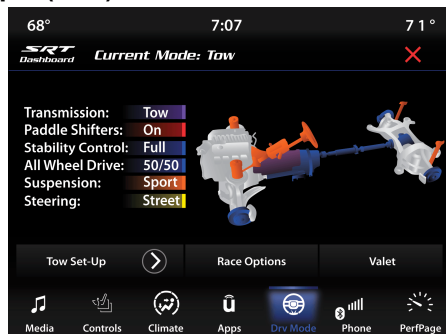 68°
7:07
71°
SRT
Dashboard
Current Mode: Tow
Transmission: Tow
Paddle Shifters: On
Stability Control: Full
All Wheel Drive: 50/50
Suspension: Sport
Steering: Street
Tow Set-Up
Race Options
Valet
Media
Controls
Climate
Apps
Drv Mode
Phone
PerfPage